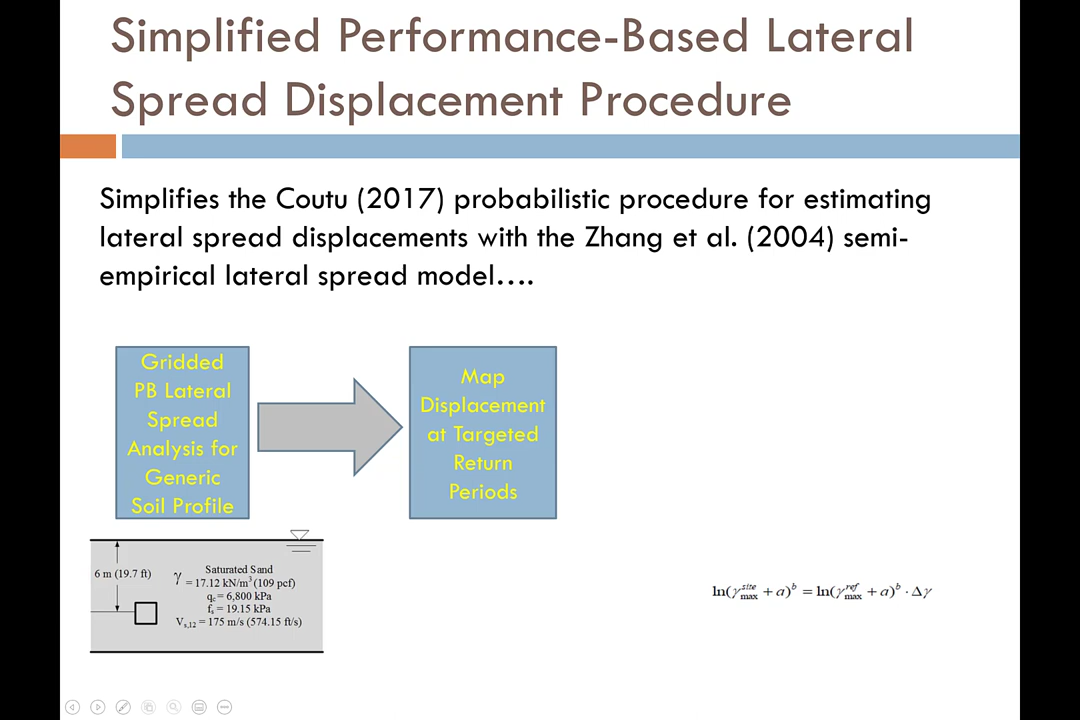 Simplified Performance-Based Lateral
Spread Displacement Procedure
Simplifies the Coutu (2017) probabilistic procedure for estimating
lateral spread displacements with the Zhang et al. (2004) semi-
empirical lateral spread model….
Gridded
PB Lateral
Spread
Analysis for
Generic
Soil Profile
Map
Displacement
at Targeted
Return
Periods
6 m (19.7 ft)
Saturated Sand
γ = 17.12 kN/m³ (109 pcf)
q_c = 6,800 kPa
f_s = 19.15 kPa
V_s,12 = 175 m/s (574.15 ft/s)
ln(γ_max^site + a)^b = ln(γ_max^ref + a)^b · Δγ